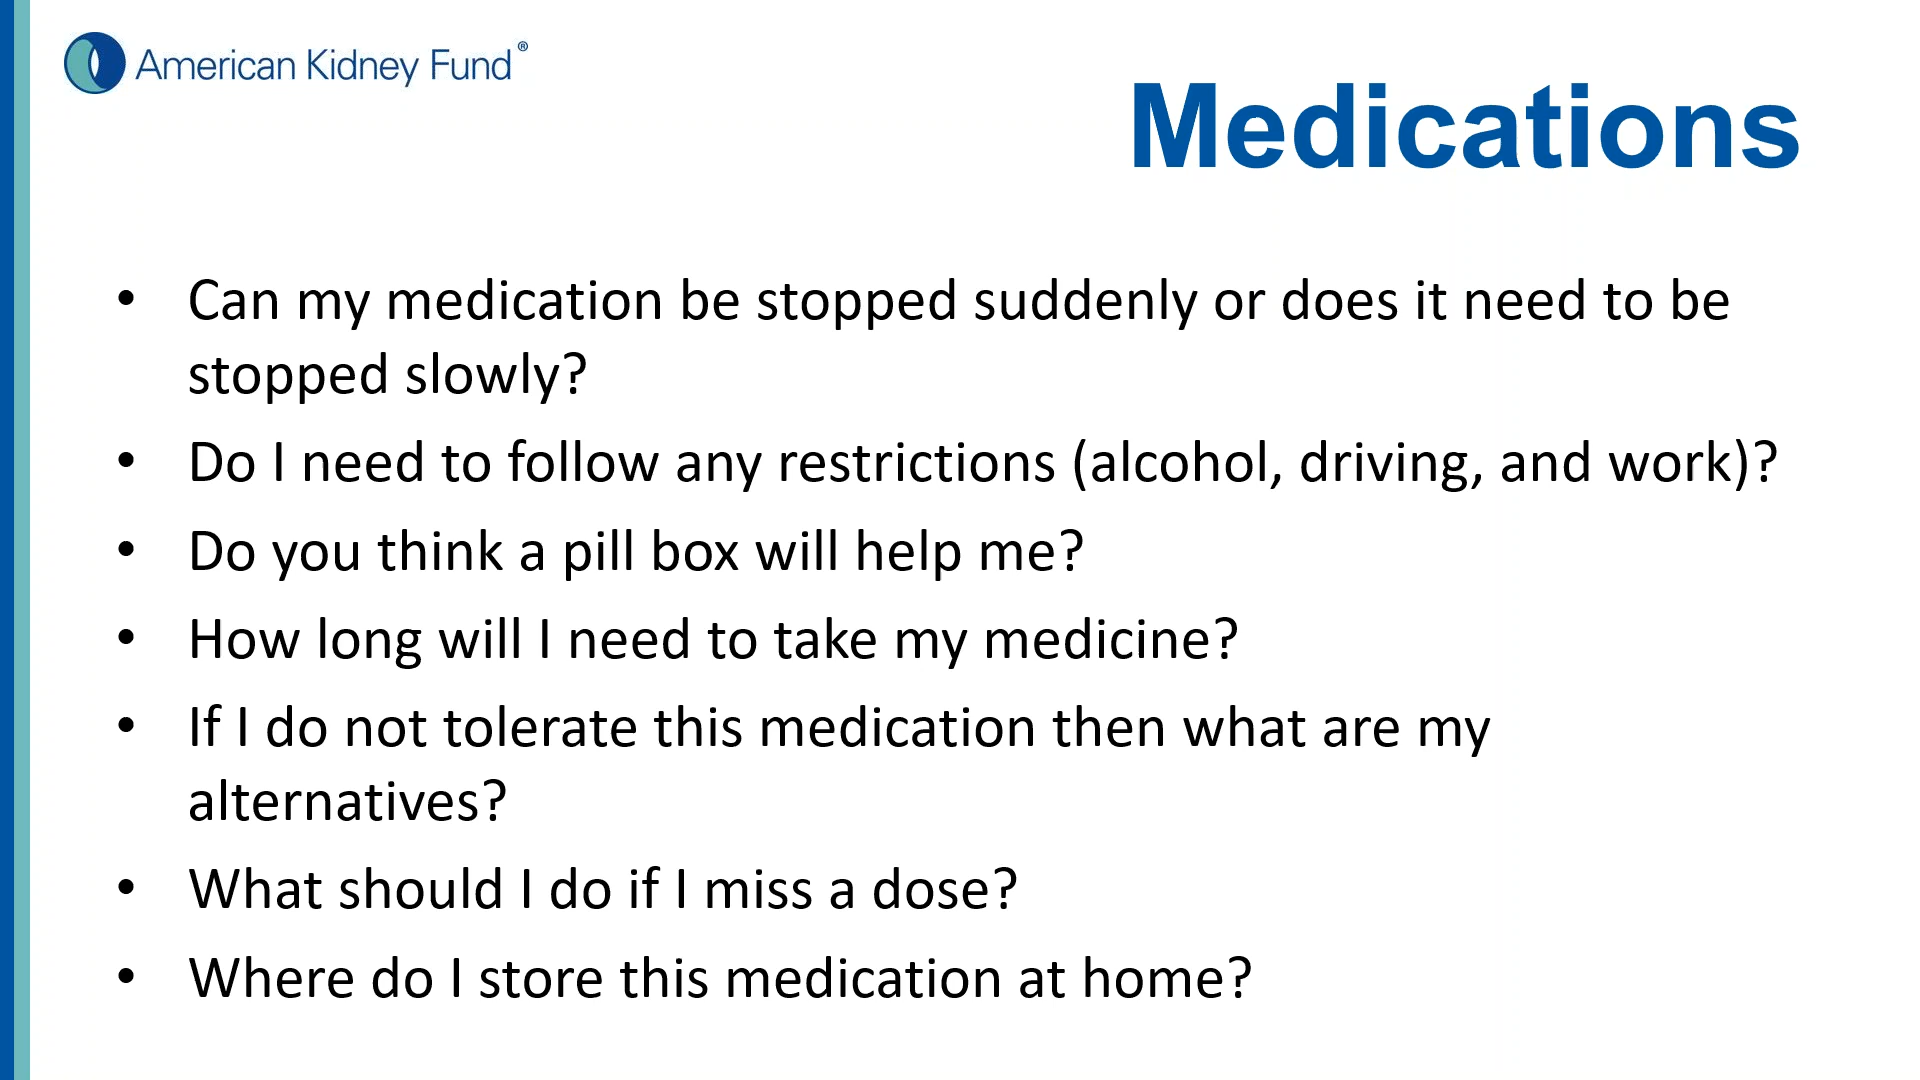 American Kidney Fund®
Medications
• Can my medication be stopped suddenly or does it need to be
stopped slowly?
• Do I need to follow any restrictions (alcohol, driving, and work)?
• Do you think a pill box will help me?
• How long will I need to take my medicine?
• If I do not tolerate this medication then what are my
alternatives?
• What should I do if I miss a dose?
• Where do I store this medication at home?